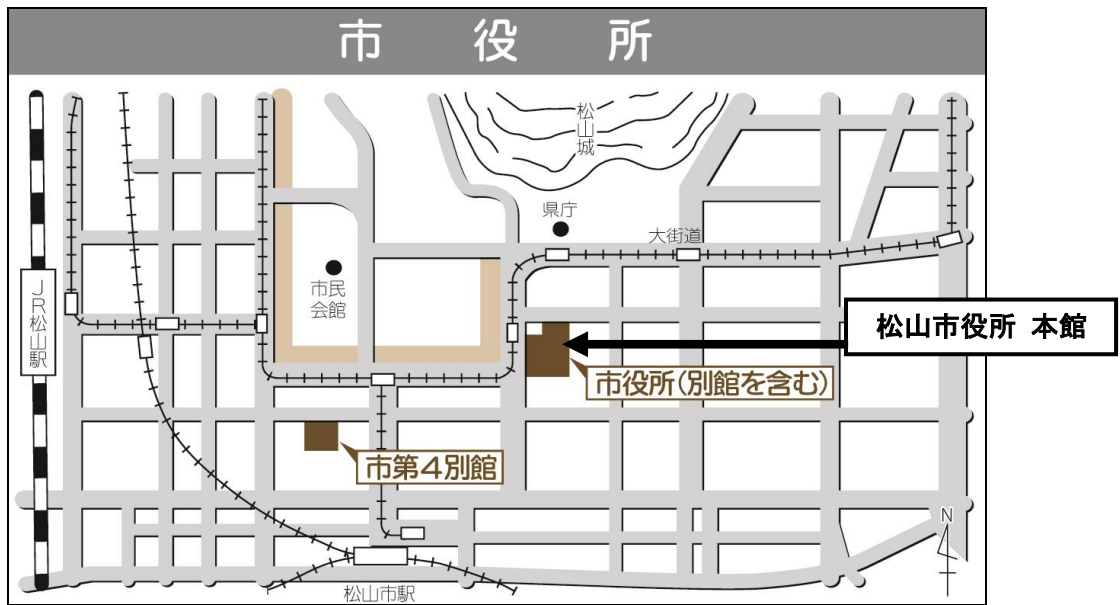 市役所
松山城
県庁
大街道
市民
会館
JR松山駅
松山市役所 本館
市役所(別館を含む)
市第4別館
N
松山市駅